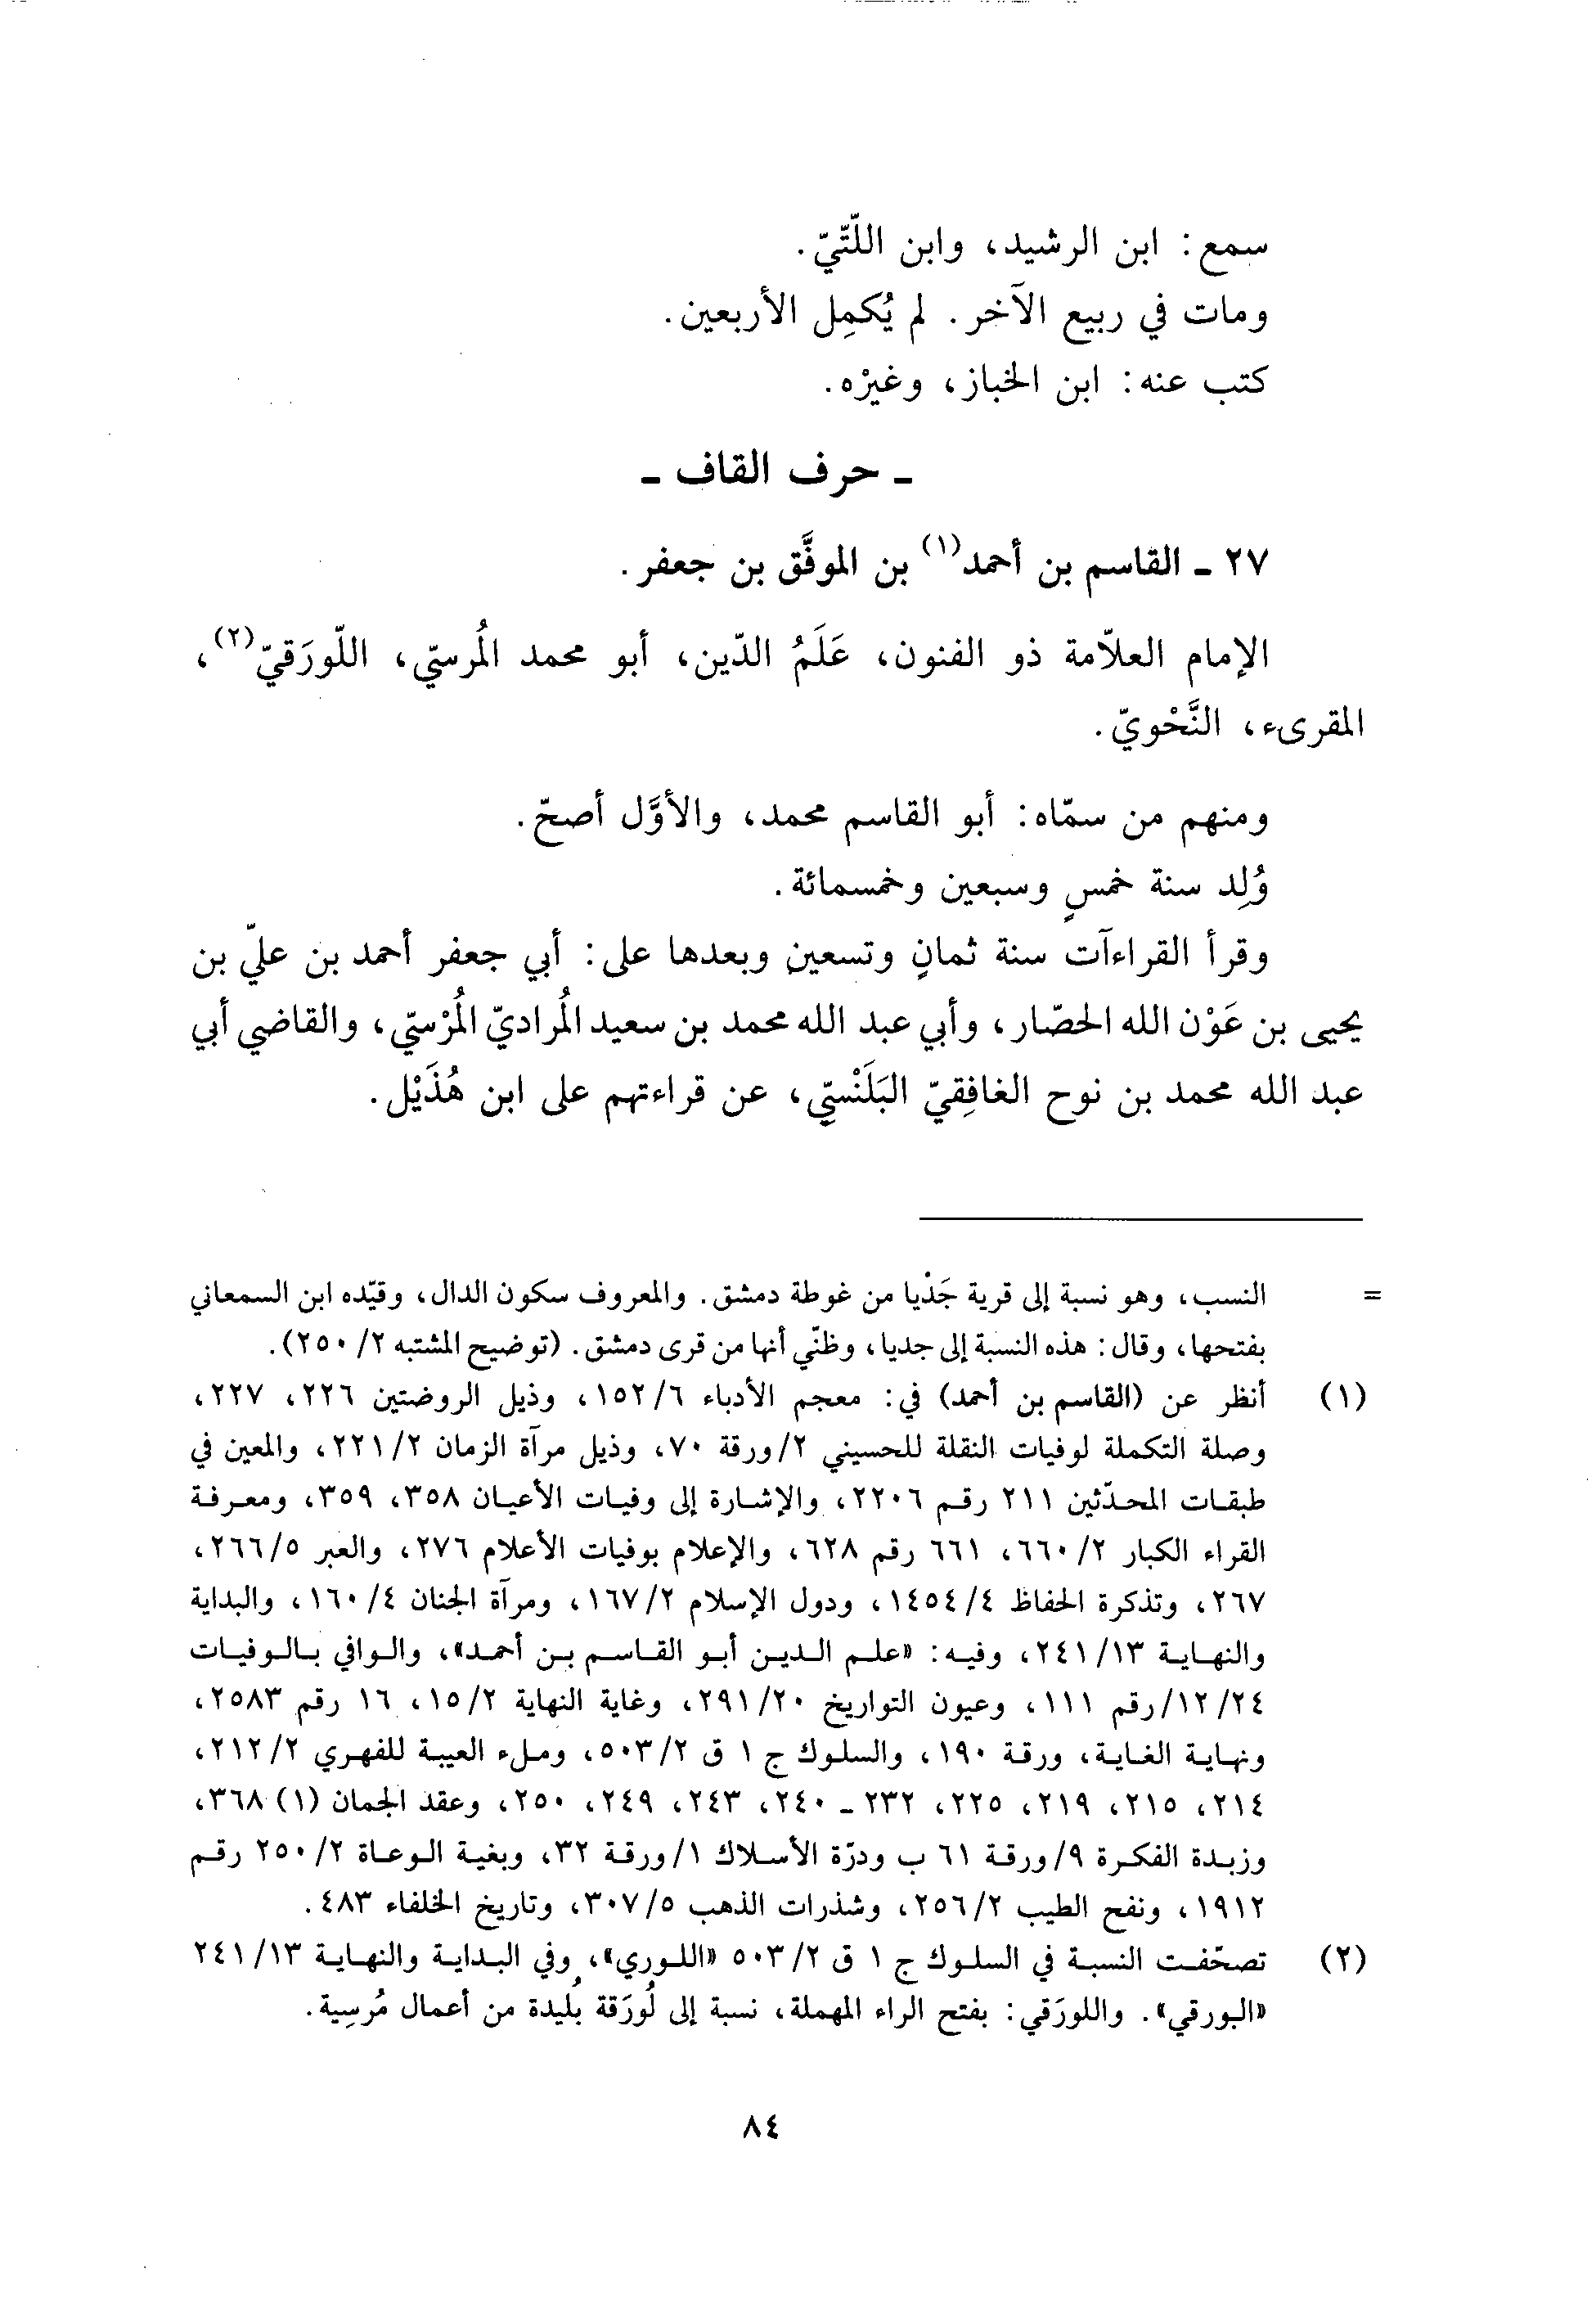 سمع: ابن الرشيد، وابن اللّتّيّ.
ومات في ربيع الآخر. لم يُكمِل الأربعين.
كتب عنه: ابن الخباز، وغيرْه.
ـ حرف القاف ـ
٢٧ ـ القاسم بن أحمد(١) بن الموفَّق بن جعفر.
الإمام العلاّمة ذو الفنون، عَلَمُ الدّين، أبو محمد المُرسيّ، اللّورَقيّ(٢)،
المقرىء، النَّحْويّ.
ومنهم من سمّاه: أبو القاسم محمد، والأوَّل أصحّ.
وُلِد سنة خمسٍ وسبعين وخمسمائة.
وقرأ القراءآت سنة ثمانٍ وتسعين وبعدها على: أبي جعفر أحمد بن عليّ بن
يحيى بن عَوْن الله الحصّار، وأبي عبد الله محمد بن سعيد المُراديّ المُرْسيّ، والقاضي أبي
عبد الله محمد بن نوح الغافِقيّ البَلَنْسيّ، عن قراءتهم على ابن هُذَيْل.
= النسب، وهو نسبة إلى قرية جَدْيا من غوطة دمشق. والمعروف سكون الدال، وقيّده ابن السمعاني
بفتحها، وقال: هذه النسبة إلى جديا، وظنّي أنها من قرى دمشق. (توضيح المشتبه ٢/ ٢٥٠).
(١) أنظر عن (القاسم بن أحمد) في: معجم الأدباء ٦/ ١٥٢، وذيل الروضتين ٢٢٦، ٢٢٧،
وصلة التكملة لوفيات النقلة للحسيني ٢/ورقة ٧٠، وذيل مرآة الزمان ٢/ ٢٢١، والمعين في
طبقات المحدّثين ٢١١ رقم ٢٢٠٦، والإشارة إلى وفيات الأعيان ٣٥٨، ٣٥٩، ومعرفة
القراء الكبار ٢/ ٦٦٠، ٦٦١ رقم ٦٢٨، والإعلام بوفيات الأعلام ٢٧٦، والعبر ٥/ ٢٦٦،
٢٦٧، وتذكرة الحفاظ ٤/ ١٤٥٤، ودول الإسلام ٢/ ١٦٧، ومرآة الجنان ٤/ ١٦٠، والبداية
والنهاية ١٣/ ٢٤١، وفيه: «علم الدين أبو القاسم بن أحمد»، والوافي بالوفيات
٢٤/ ١٢/رقم ١١١، وعيون التواريخ ٢٠/ ٢٩١، وغاية النهاية ٢/ ١٥، ١٦ رقم ٢٥٨٣،
ونهاية الغاية، ورقة ١٩٠، والسلوك ج ١ ق ٢/ ٥٠٣، وملء العيبة للفهري ٢/ ٢١٢،
٢١٤، ٢١٥، ٢١٩، ٢٢٥، ٢٣٢ ـ ٢٤٠، ٢٤٣، ٢٤٩، ٢٥٠، وعقد الجمان (١) ٣٦٨،
وزبدة الفكرة ٩/ورقة ٦١ ب ودرّة الأسلاك ١/ورقة ٣٢، وبغية الوعاة ٢/ ٢٥٠ رقم
١٩١٢، ونفح الطيب ٢/ ٢٥٦، وشذرات الذهب ٥/ ٣٠٧، وتاريخ الخلفاء ٤٨٣.
(٢) تصحّفت النسبة في السلوك ج ١ ق ٢/ ٥٠٣ «اللوري»، وفي البداية والنهاية ١٣/ ٢٤١
«البورقي». واللورَقي: بفتح الراء المهملة، نسبة إلى لُورَقة بُليدة من أعمال مُرسِية.
٨٤